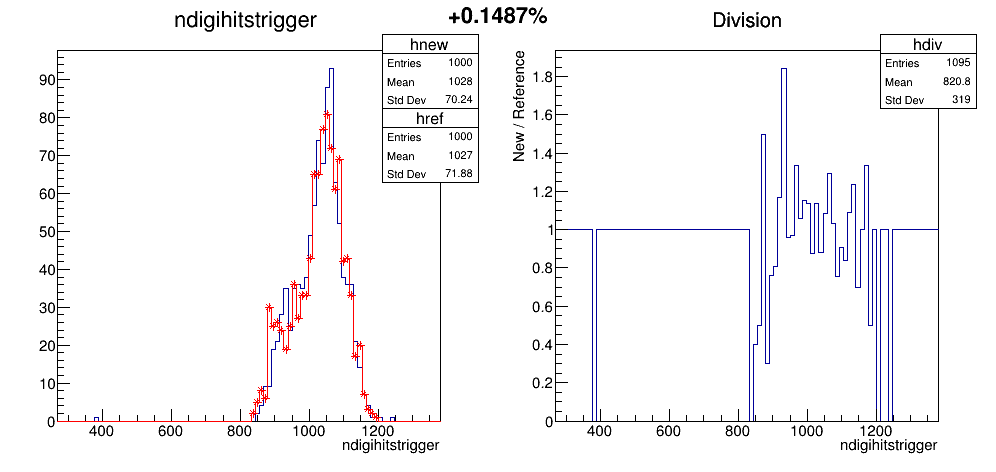 +0.1487%
ndigihitstrigger
hnew
Entries 1000
Mean 1028
Std Dev 70.24
href
Entries 1000
Mean 1027
Std Dev 71.88
90
80
70
60
50
40
30
20
10
0
400 600 800 1000 1200
ndigihitstrigger
Division
hdiv
Entries 1095
Mean 820.8
Std Dev 319
New / Reference
1.8
1.6
1.4
1.2
1
0.8
0.6
0.4
0.2
0
400 600 800 1000 1200
ndigihitstrigger